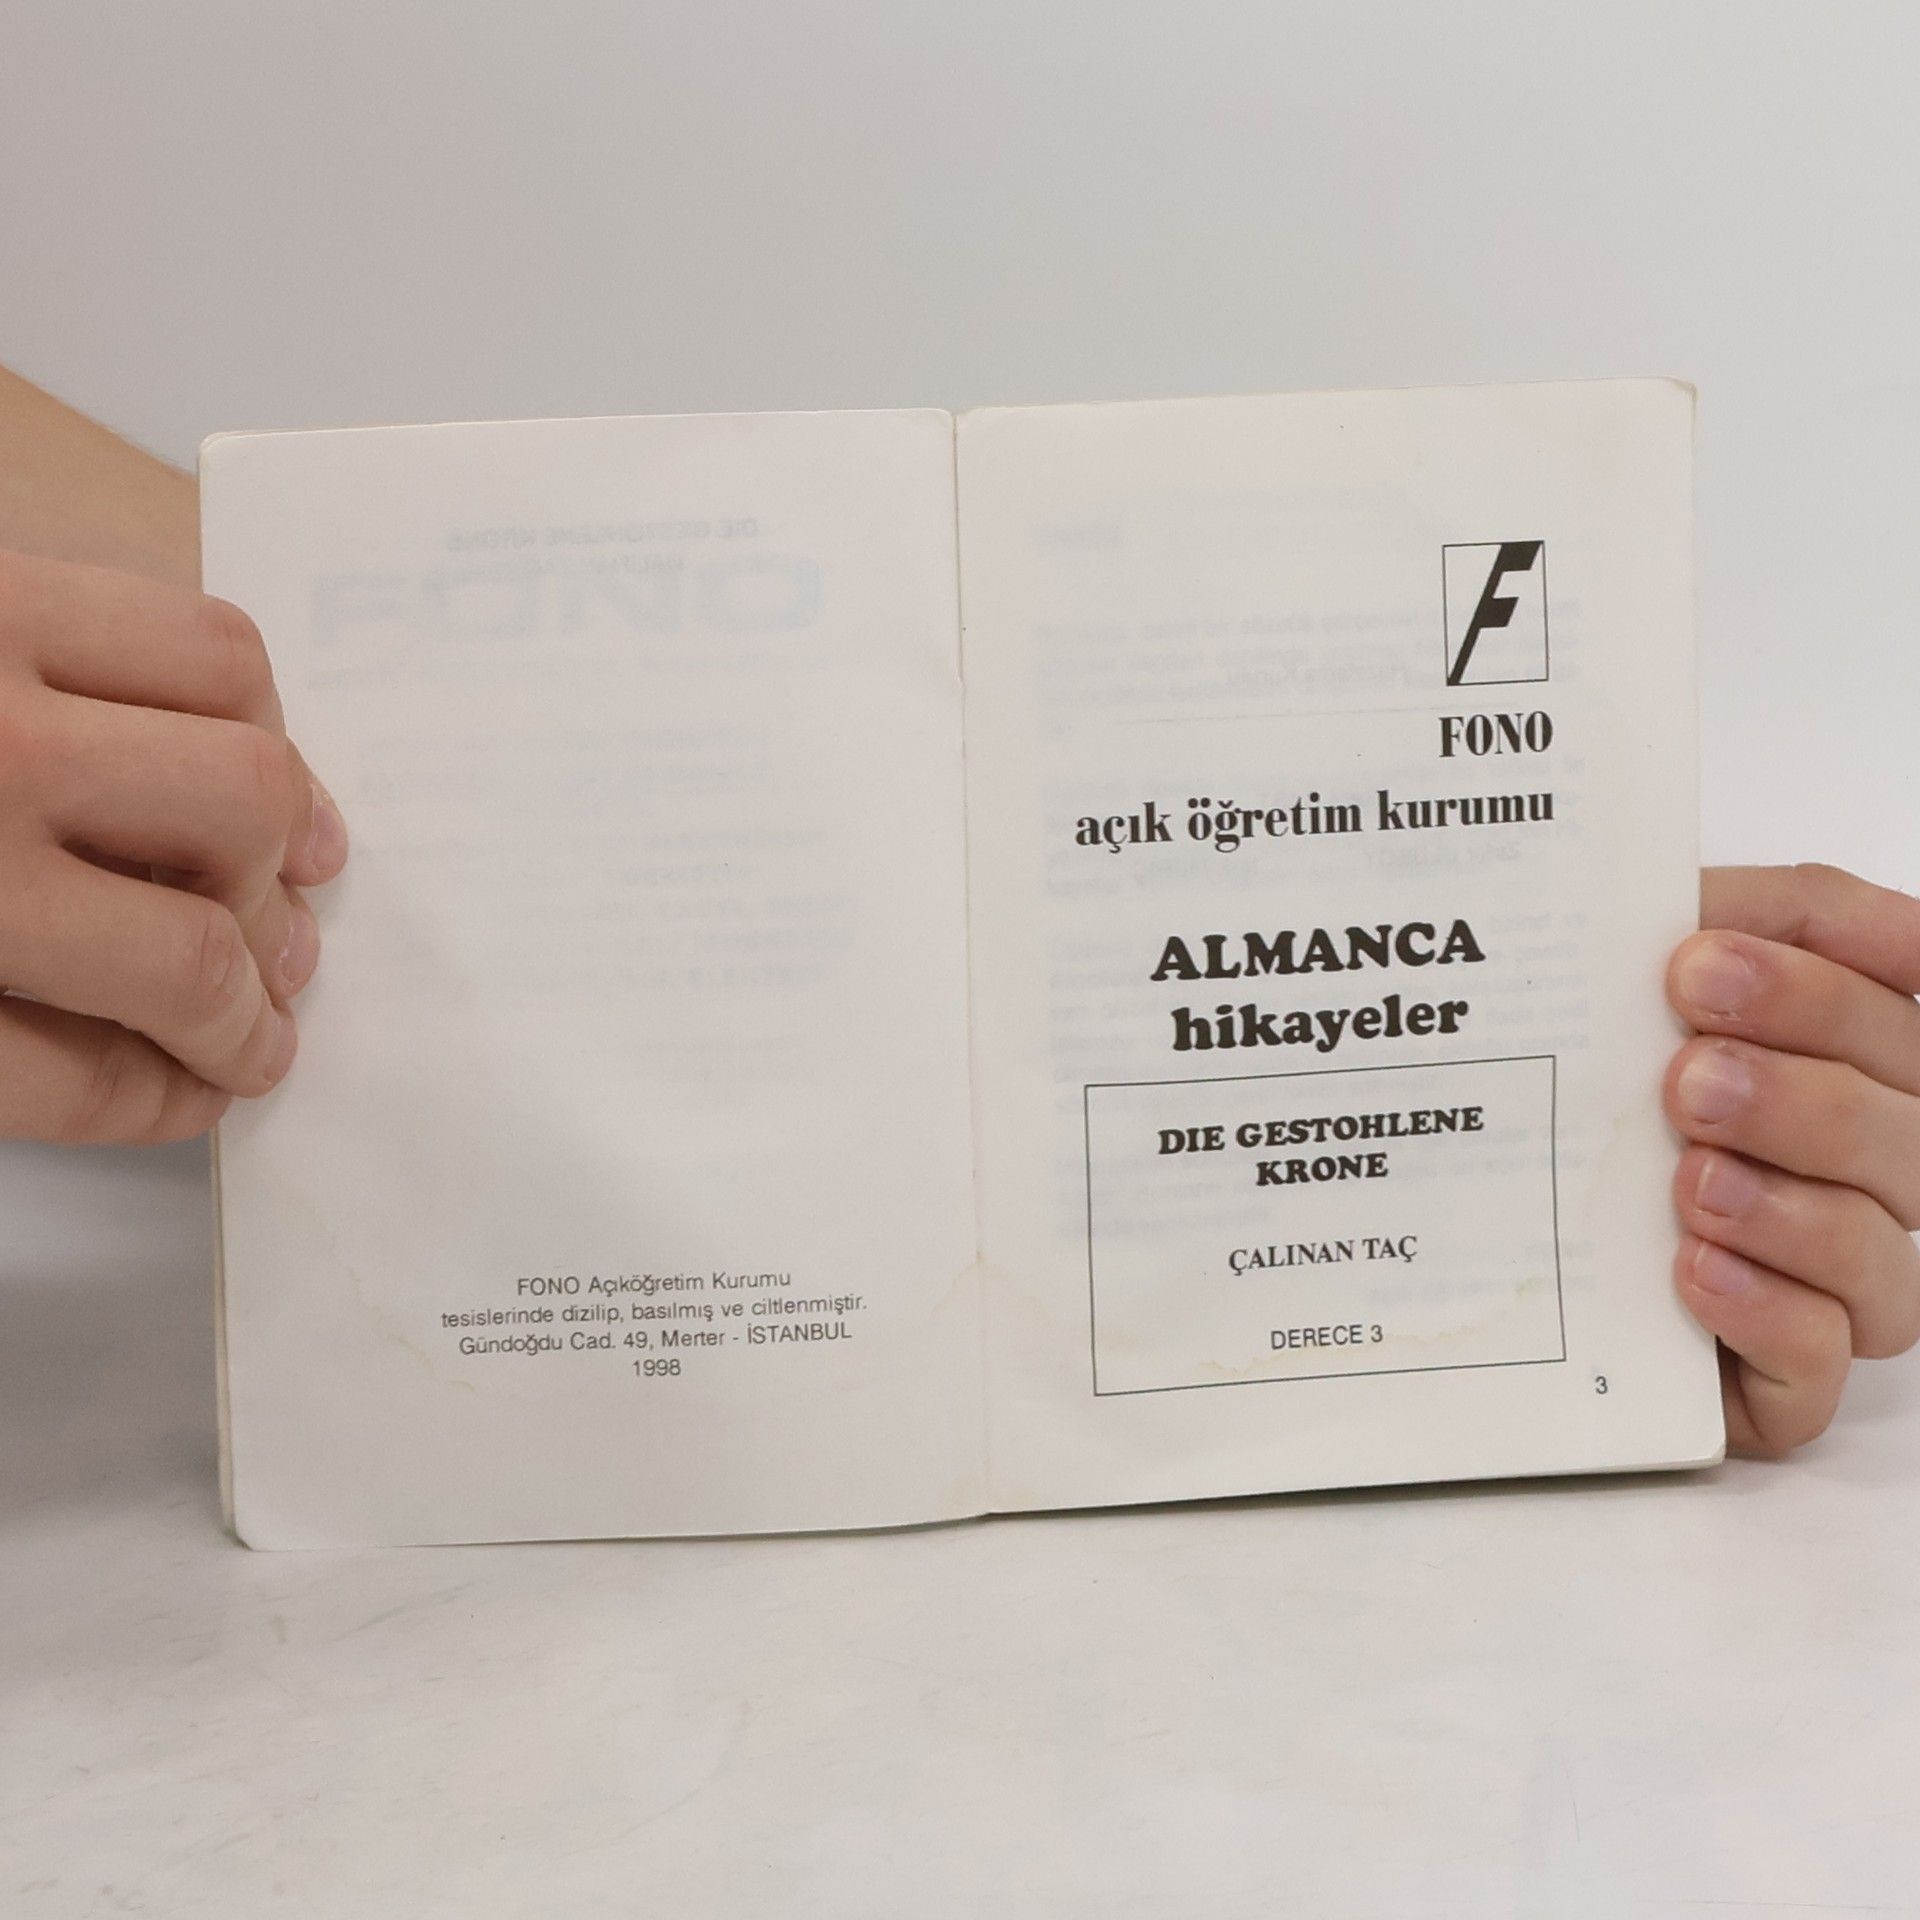 FONO Açıköğretim Kurumu
tesislerinde dizilip, basılmış ve ciltlenmiştir.
Gündoğdu Cad. 49, Merter - İSTANBUL
1998
F
FONO
açık öğretim kurumu
ALMANCA
hikayeler
DIE GESTOHLENE
KRONE
ÇALINAN TAÇ
DERECE 3
3